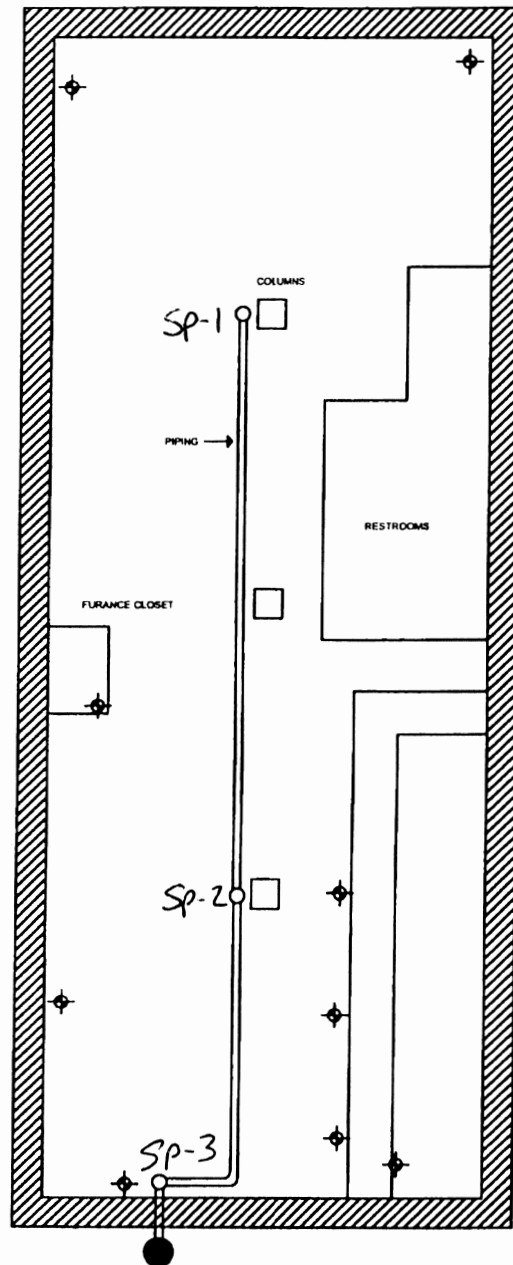 COLUMNS
Sp-1
PIPING
RESTROOMS
FURANCE CLOSET
Sp-2
Sp-3